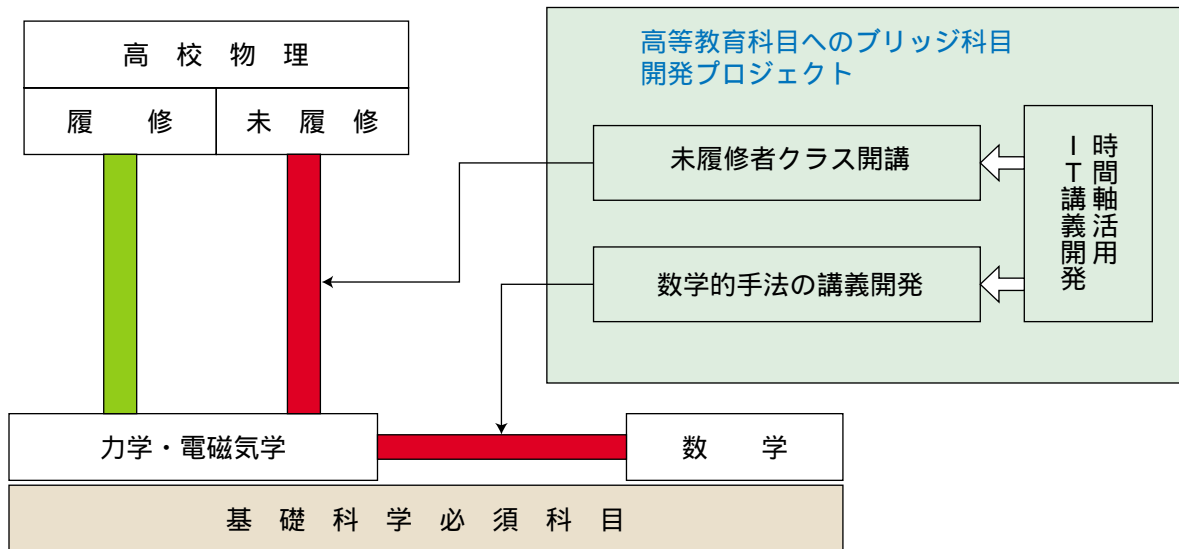 高校物理
履修
未履修
高等教育科目へのブリッジ科目
開発プロジェクト
未履修者クラス開講
数学的手法の講義開発
時間軸活用
IT講義開発
力学・電磁気学
数学
基礎科学必須科目